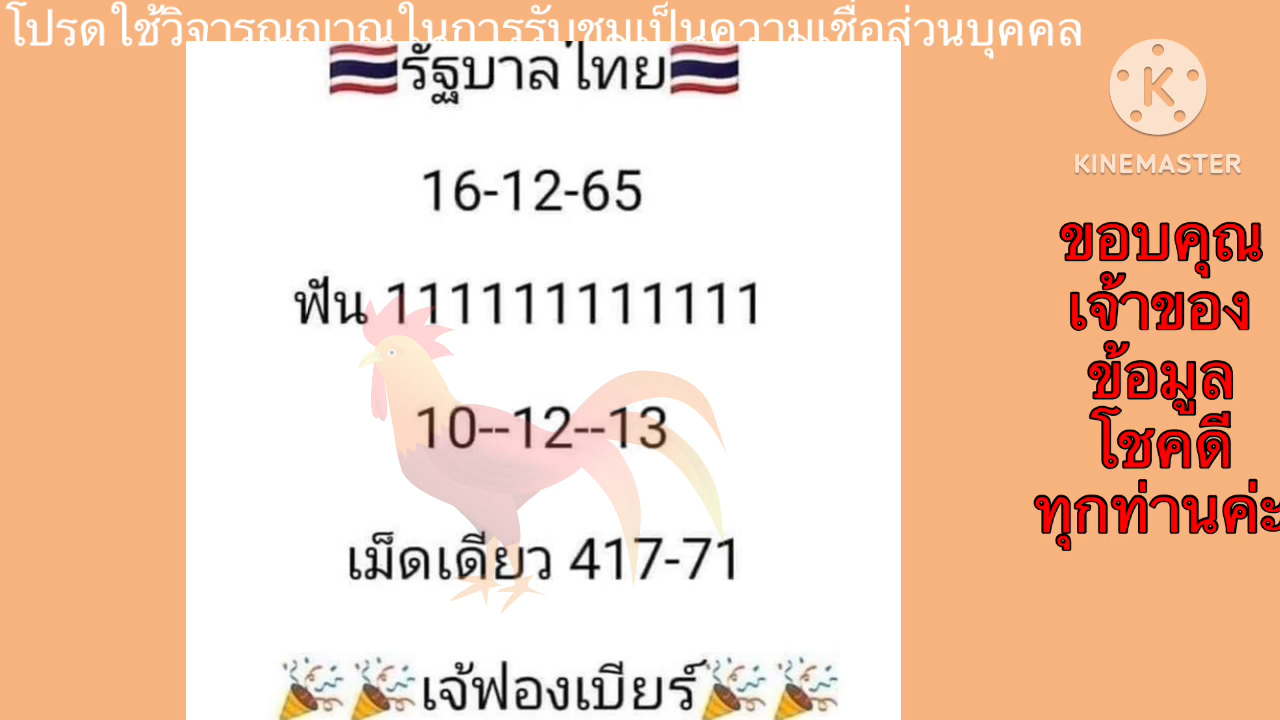 โปรดใช้วิจารณญาณในการรับชมเป็นความเชื่อส่วนบุคคล
🇹🇭รัฐบาลไทย🇹🇭
16-12-65
ฟัน 111111111111
10--12--13
เม็ดเดียว 417-71
🎉🎉เจ้ฟองเบียร์🎉🎉
K
KINEMASTER
ขอบคุณ
เจ้าของ
ข้อมูล
โชคดี
ทุกท่านค่ะ